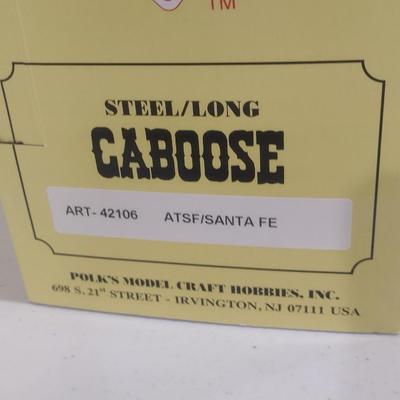 TM
STEEL/LONG
CABOOSE
ART- 42106 ATSF/SANTA FE
POLK'S MODEL CRAFT HOBBIES, INC.
698 S. 21st STREET - IRVINGTON, NJ 07111 USA